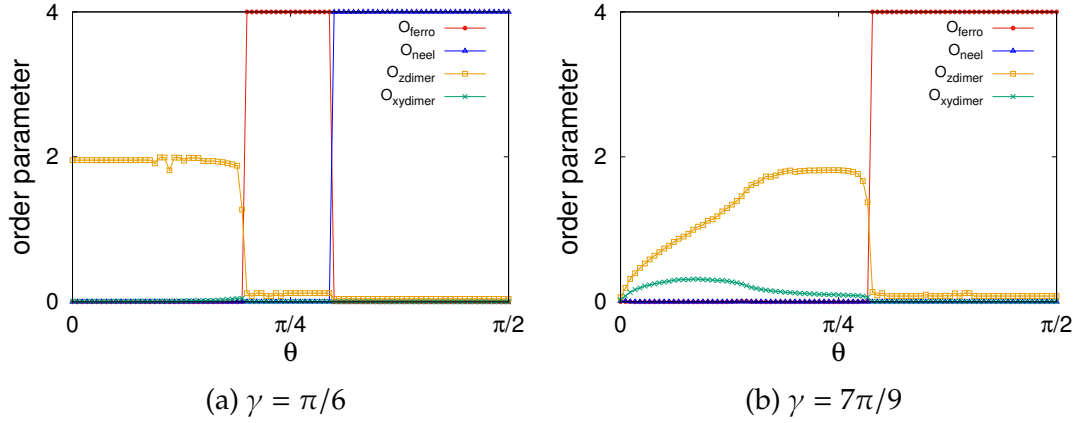 4
2
0
order parameter
0
π/4
π/2
θ
O_ferro
O_neel
O_zdimer
O_xydimer
(a) γ = π/6
4
2
0
order parameter
0
π/4
π/2
θ
O_ferro
O_neel
O_zdimer
O_xydimer
(b) γ = 7π/9